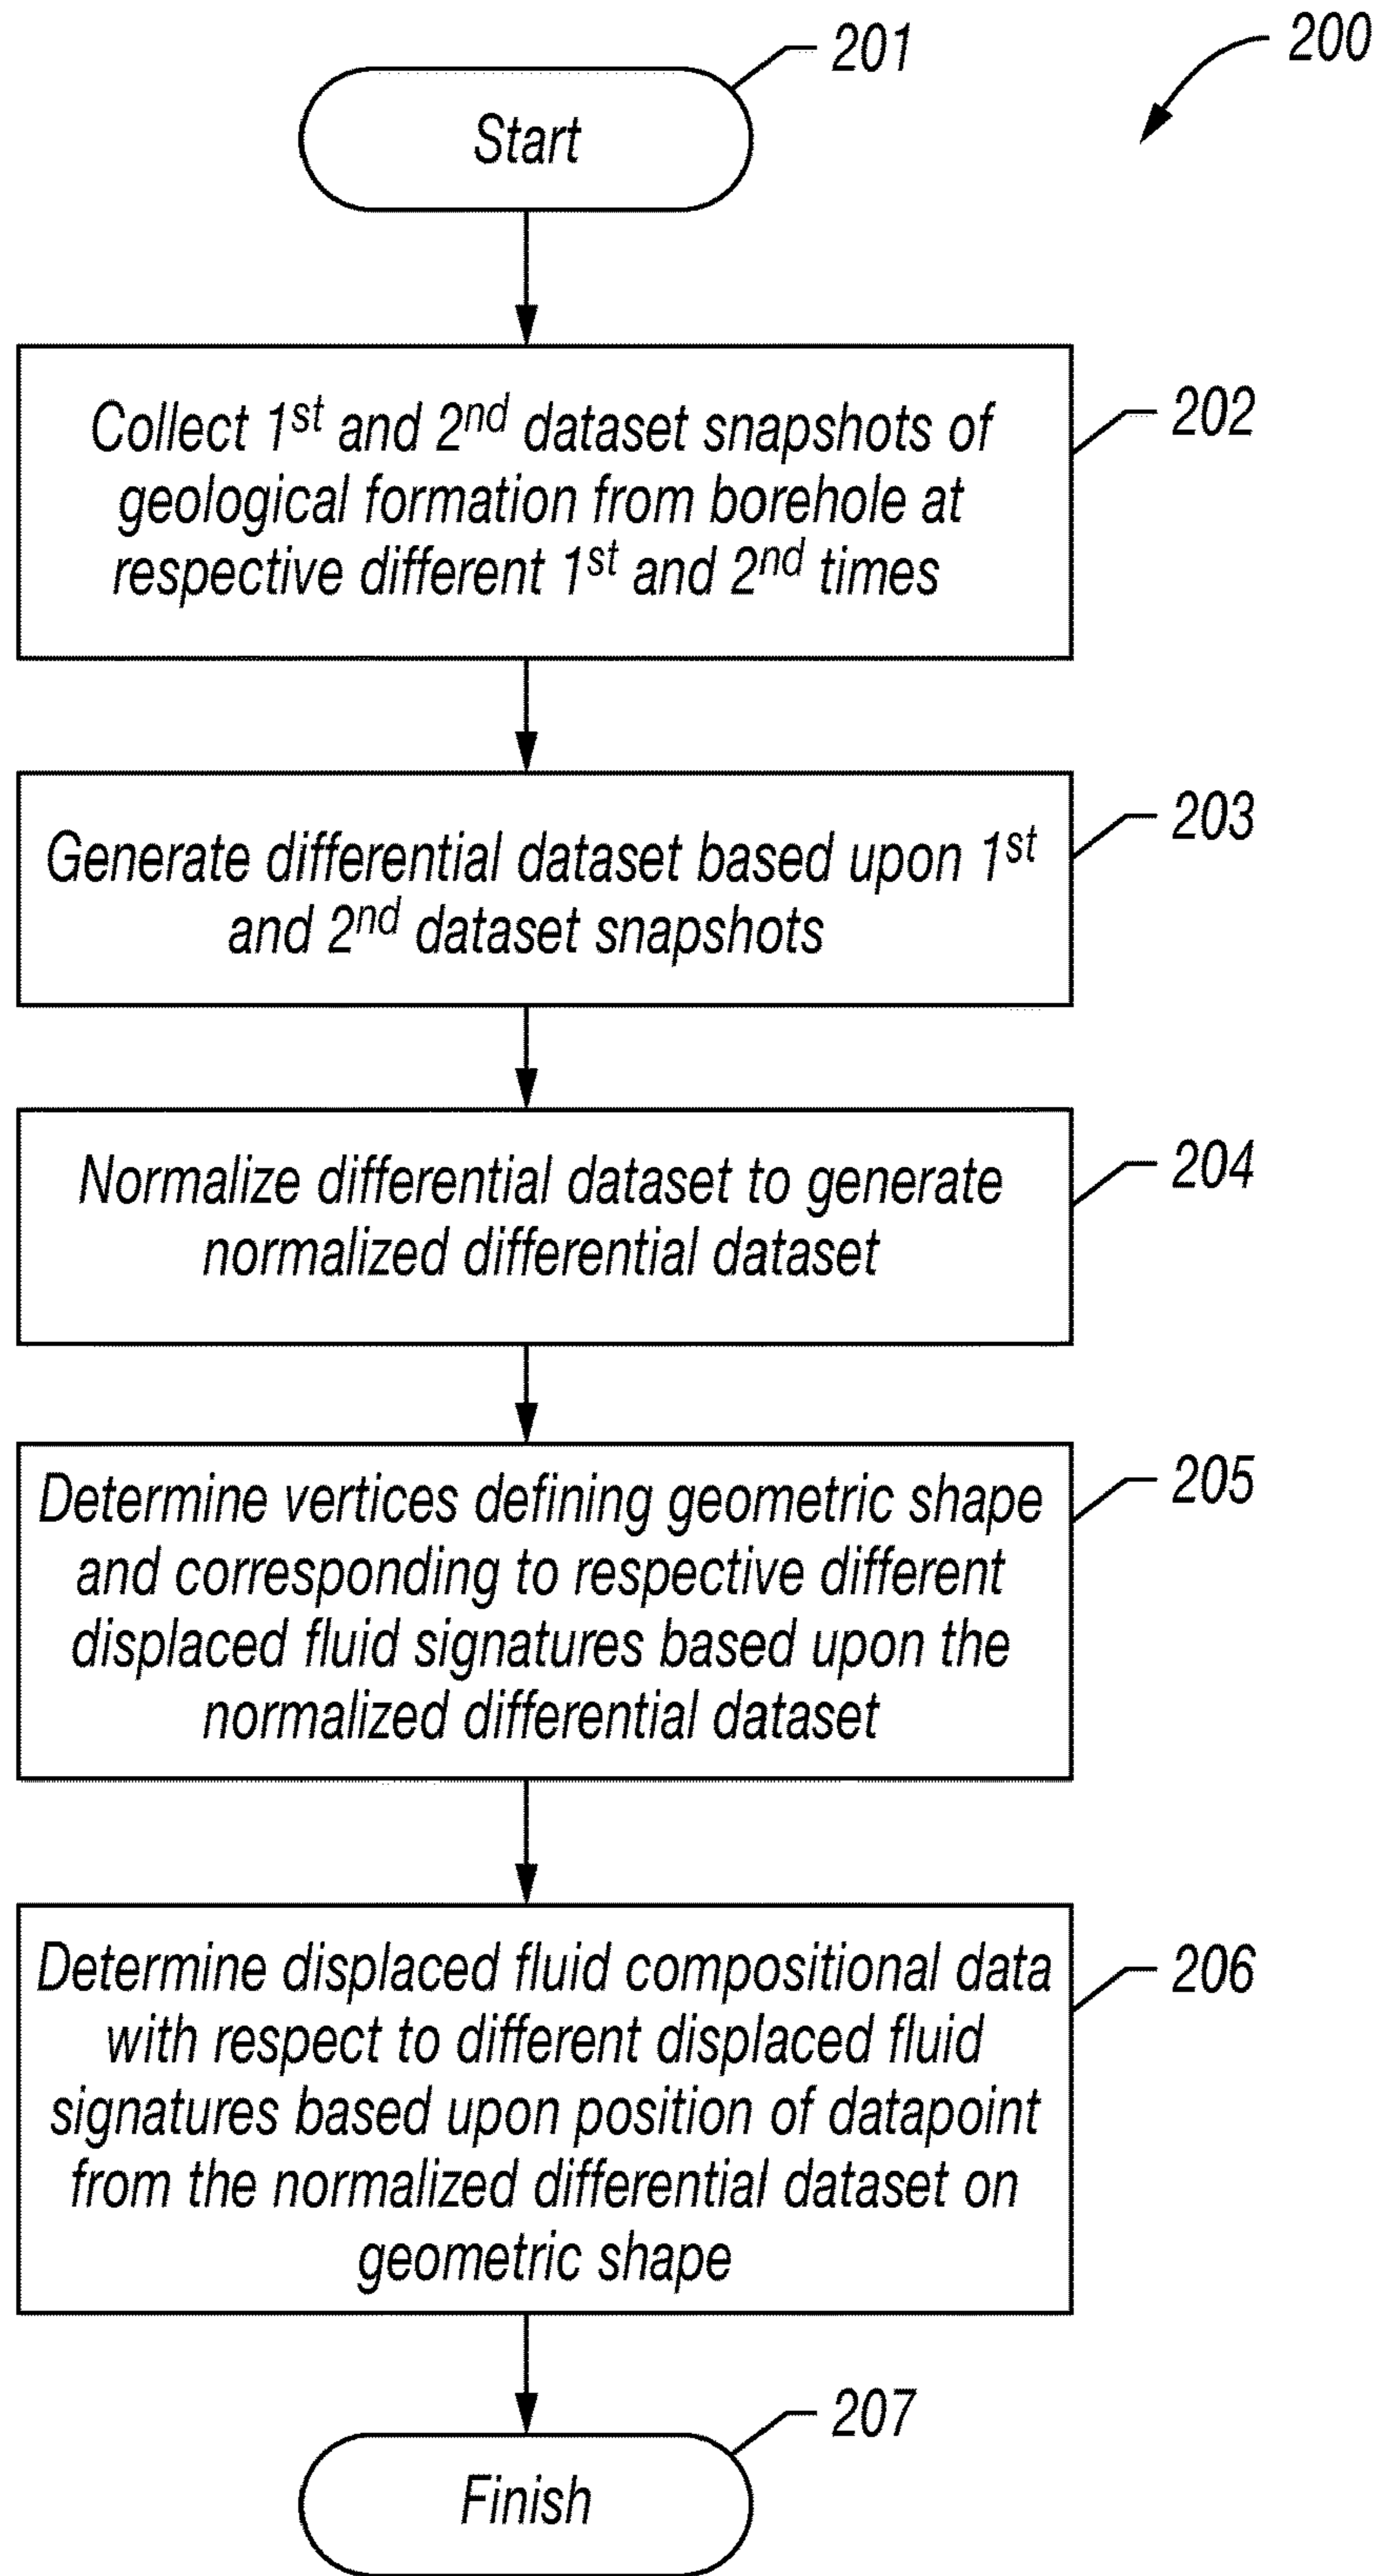 200
201
Start
202
Collect 1st and 2nd dataset snapshots of
geological formation from borehole at
respective different 1st and 2nd times
203
Generate differential dataset based upon 1st
and 2nd dataset snapshots
204
Normalize differential dataset to generate
normalized differential dataset
205
Determine vertices defining geometric shape
and corresponding to respective different
displaced fluid signatures based upon the
normalized differential dataset
206
Determine displaced fluid compositional data
with respect to different displaced fluid
signatures based upon position of datapoint
from the normalized differential dataset on
geometric shape
207
Finish